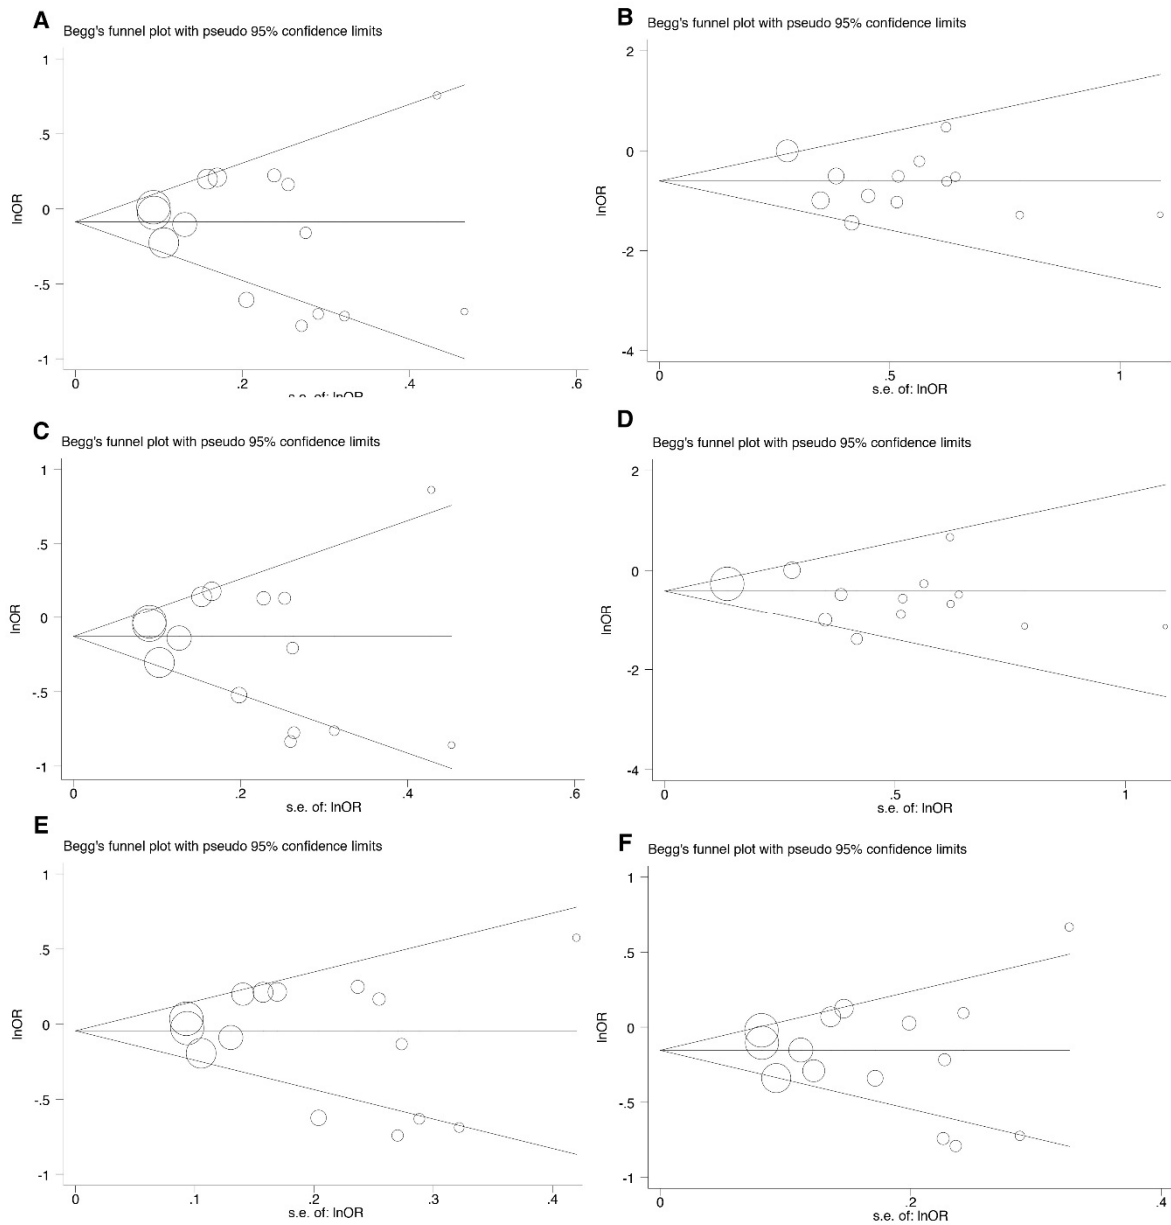 A
Begg's funnel plot with pseudo 95% confidence limits
1
.5
0
-.5
-1
lnOR
0 .2 .4 .6
s.e. of: lnOR
B
Begg's funnel plot with pseudo 95% confidence limits
2
0
-2
-4
lnOR
0 .5 1
s.e. of: lnOR
C
Begg's funnel plot with pseudo 95% confidence limits
1
.5
0
-.5
-1
lnOR
0 .2 .4 .6
s.e. of: lnOR
D
Begg's funnel plot with pseudo 95% confidence limits
2
0
-2
-4
lnOR
0 .5 1
s.e. of: lnOR
E
Begg's funnel plot with pseudo 95% confidence limits
1
.5
0
-.5
-1
lnOR
0 .1 .2 .3 .4
s.e. of: lnOR
F
Begg's funnel plot with pseudo 95% confidence limits
1
.5
0
-.5
-1
lnOR
0 .2 .4
s.e. of: lnOR